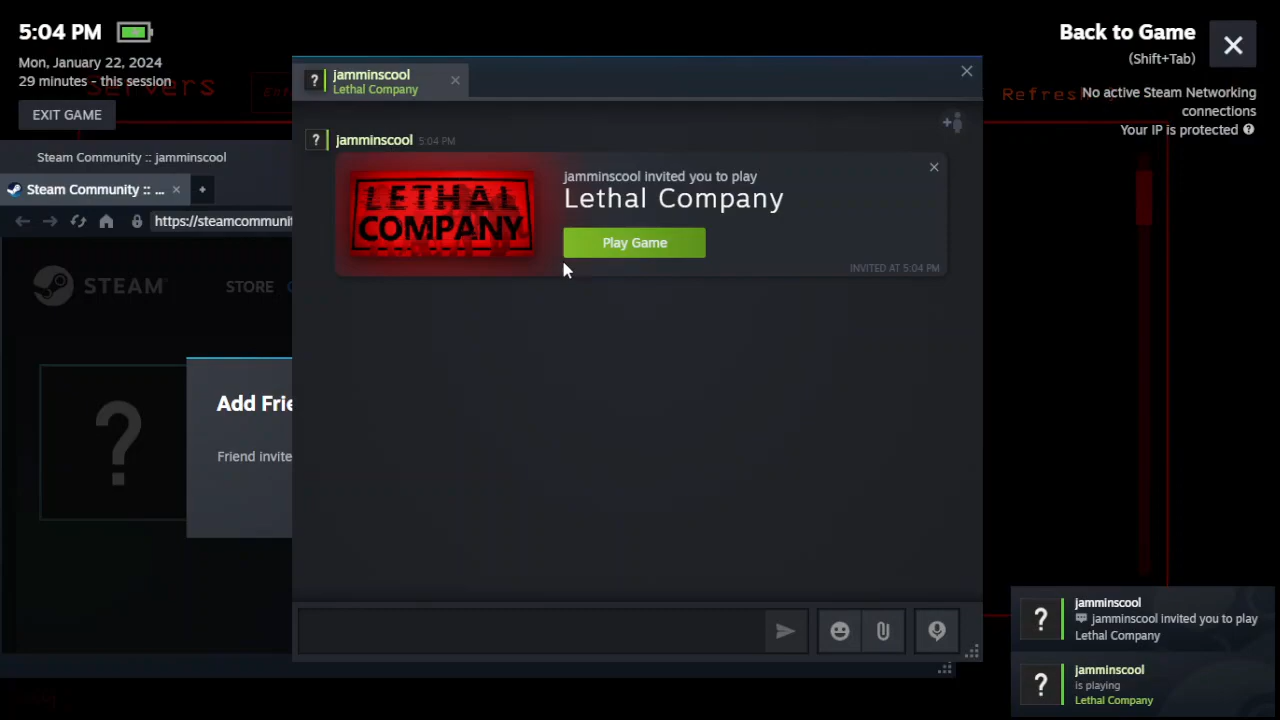 5:04 PM
Mon, January 22, 2024
29 minutes - this session
EXIT GAME
Servers
Back to Game
(Shift+Tab)
Refresh
No active Steam Networking
connections
Your IP is protected
jamminscool
Lethal Company
? jamminscool 5:04 PM
LETHAL
COMPANY
jamminscool invited you to play
Lethal Company
Play Game
INVITED AT 5:04 PM
Steam Community :: jamminscool
Steam Community :: ...
https://steamcommuni
STEAM
STORE
?
Add Frie
Friend invite
jamminscool
jamminscool invited you to play
Lethal Company
jamminscool
is playing
Lethal Company